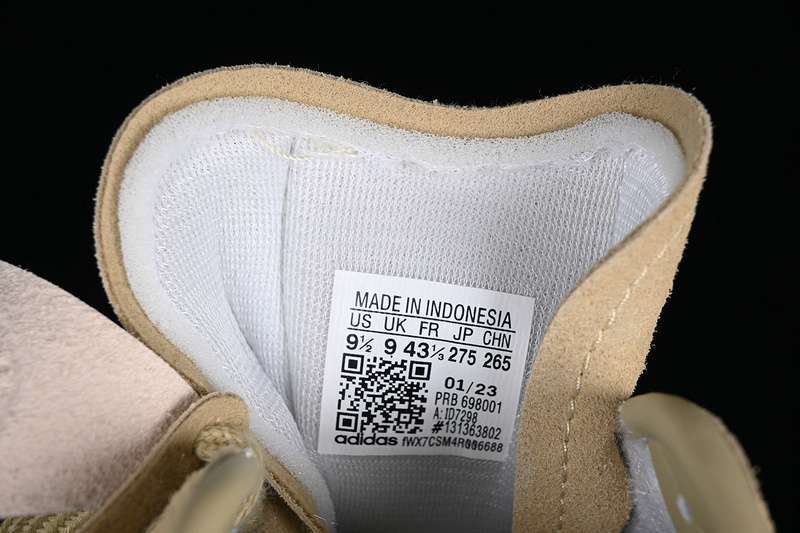 MADE IN INDONESIA
US UK FR JP CHN
9½ 9 43⅓ 275 265
01/23
PRB 698001
A: ID7298
#131363802
adidas fWX7CSM4R006688